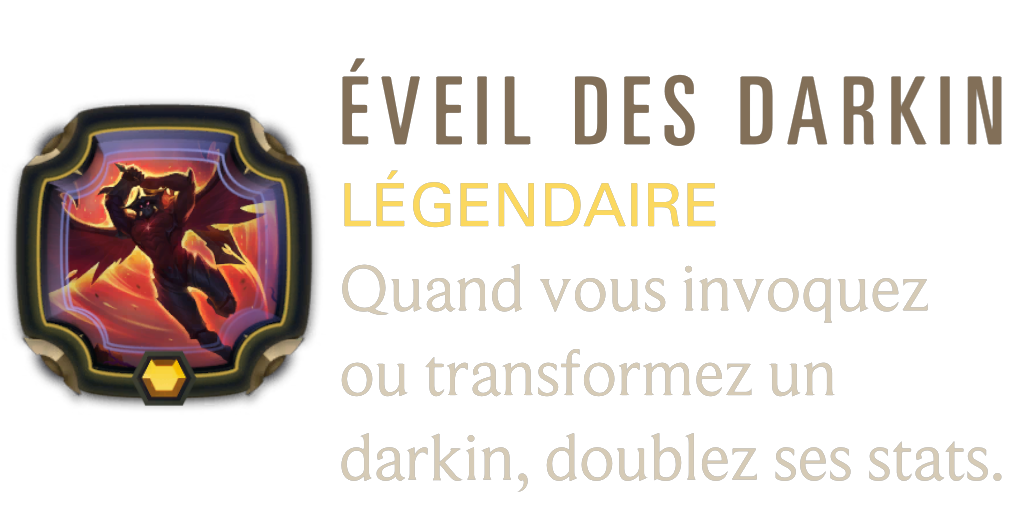 ÉVEIL DES DARKIN
LÉGENDAIRE
Quand vous invoquez
ou transformez un
darkin, doublez ses stats.